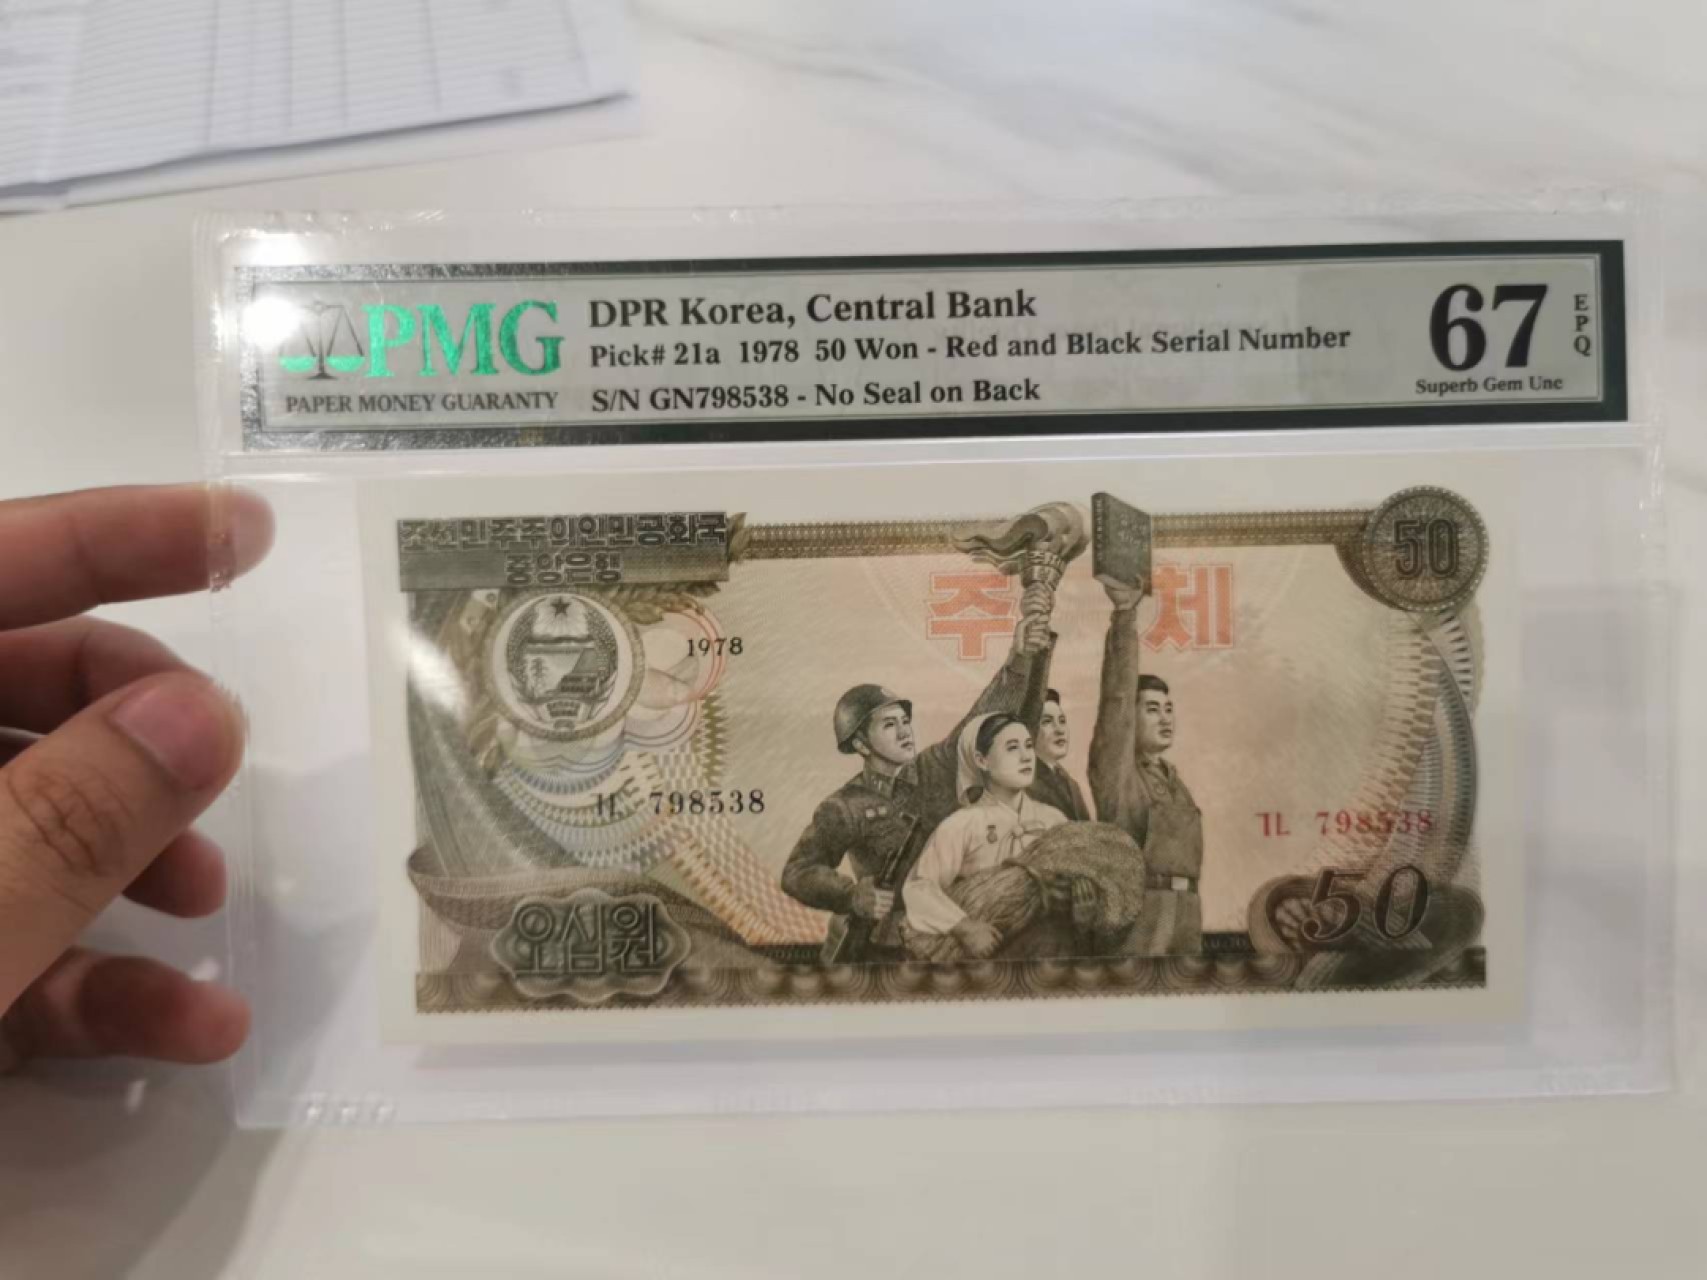 PMG
PAPER MONEY GUARANTY
DPR Korea, Central Bank
Pick# 21a 1978 50 Won - Red and Black Serial Number
S/N GN798538 - No Seal on Back
67
EPQ
Superb Gem Unc
조선민주주의인민공화국
중앙은행
50
주 체
1978
ㄱㄴ 798538
ㄱㄴ 798538
오십원
50